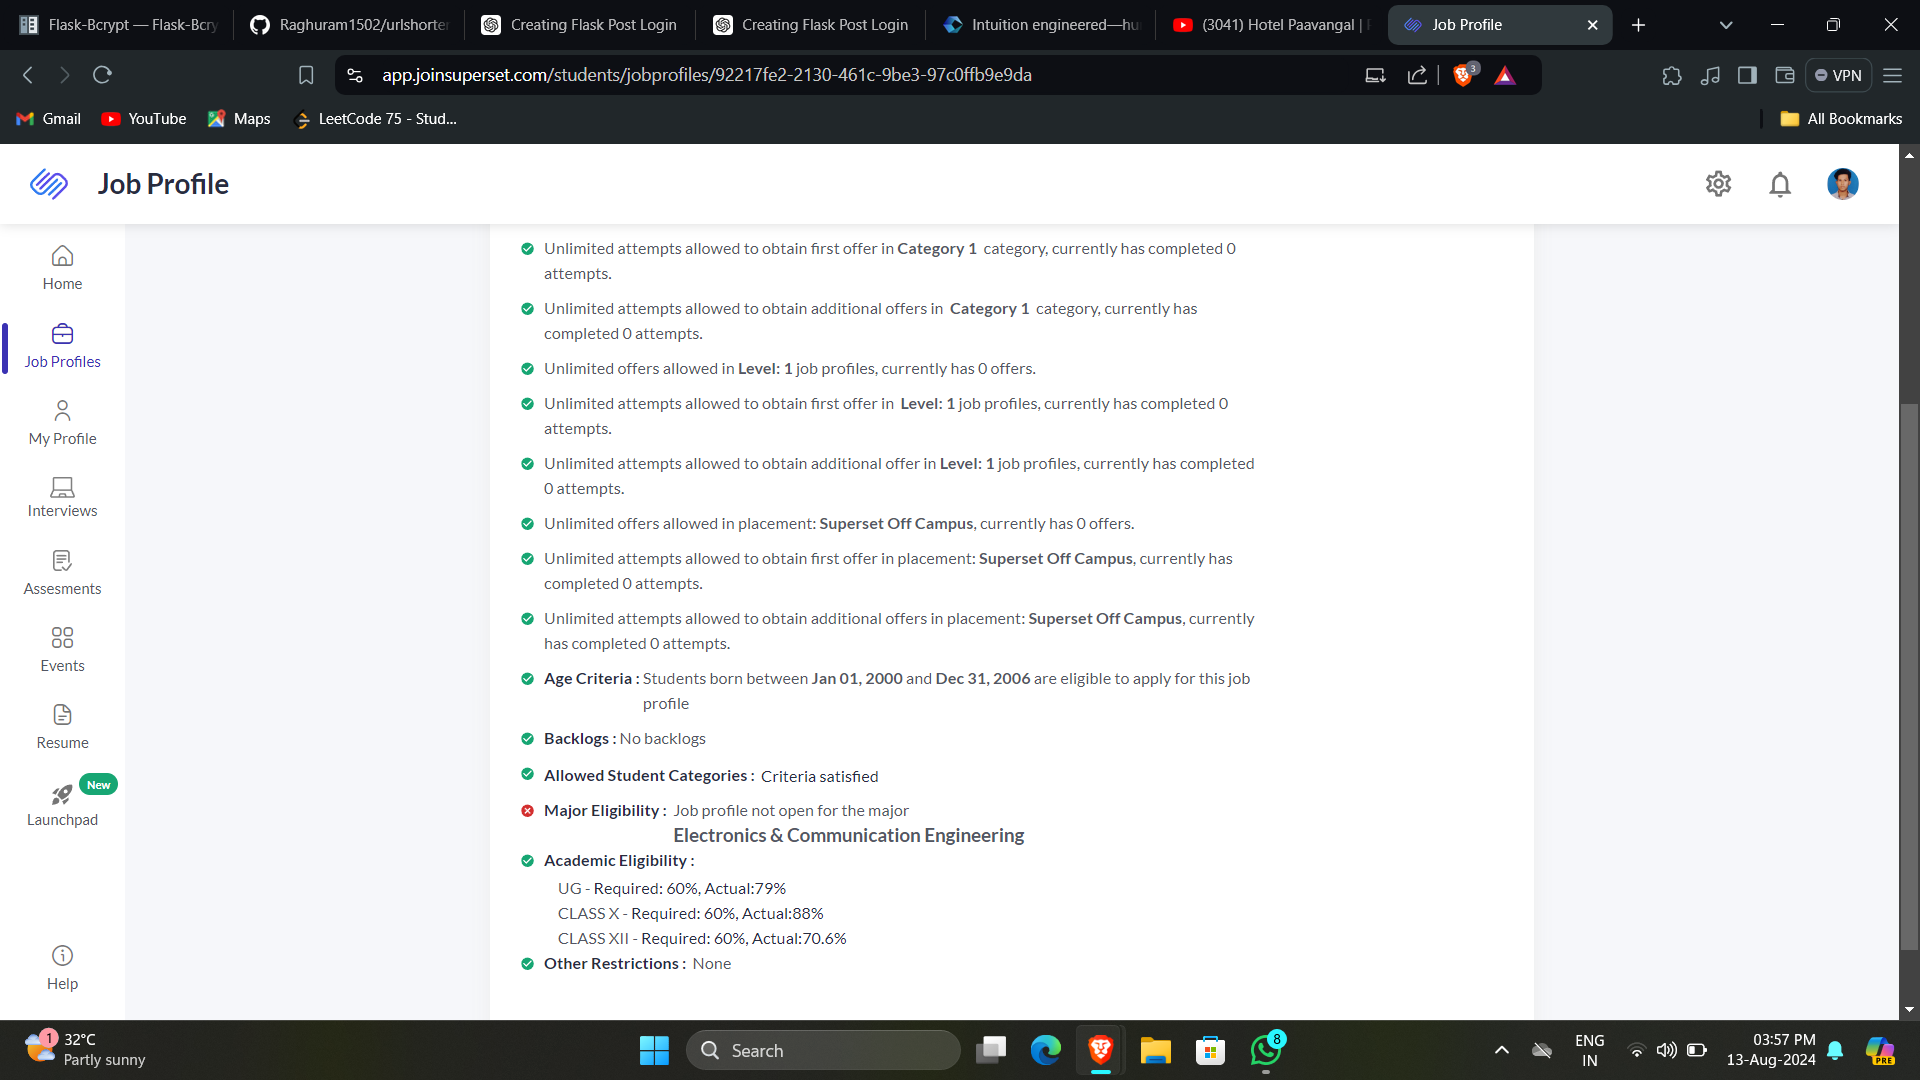 Flask-Bcrypt — Flask-Bcry
Raghuram1502/urlshorte
Creating Flask Post Login
Creating Flask Post Login
Intuition engineered—hu
(3041) Hotel Paavangal |
Job Profile
app.joinsuperset.com/students/jobprofiles/92217fe2-2130-461c-9be3-97c0ffb9e9da
3
VPN
Gmail
YouTube
Maps
LeetCode 75 - Stud...
All Bookmarks
Job Profile
Home
Job Profiles
My Profile
Interviews
Assesments
Events
Resume
New
Launchpad
Help
Unlimited attempts allowed to obtain first offer in Category 1 category, currently has completed 0
attempts.
Unlimited attempts allowed to obtain additional offers in Category 1 category, currently has
completed 0 attempts.
Unlimited offers allowed in Level: 1 job profiles, currently has 0 offers.
Unlimited attempts allowed to obtain first offer in Level: 1 job profiles, currently has completed 0
attempts.
Unlimited attempts allowed to obtain additional offer in Level: 1 job profiles, currently has completed
0 attempts.
Unlimited offers allowed in placement: Superset Off Campus, currently has 0 offers.
Unlimited attempts allowed to obtain first offer in placement: Superset Off Campus, currently has
completed 0 attempts.
Unlimited attempts allowed to obtain additional offers in placement: Superset Off Campus, currently
has completed 0 attempts.
Age Criteria : Students born between Jan 01, 2000 and Dec 31, 2006 are eligible to apply for this job
profile
Backlogs : No backlogs
Allowed Student Categories : Criteria satisfied
Major Eligibility : Job profile not open for the major
Electronics & Communication Engineering
Academic Eligibility :
UG - Required: 60%, Actual:79%
CLASS X - Required: 60%, Actual:88%
CLASS XII - Required: 60%, Actual:70.6%
Other Restrictions : None
1
32°C
Partly sunny
Search
8
ENG
IN
03:57 PM
13-Aug-2024
PRE